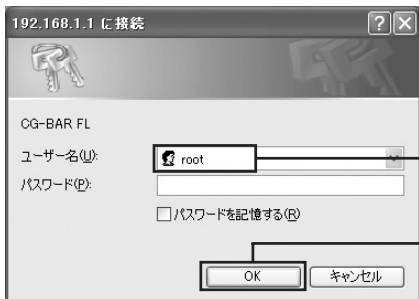 192.168.1.1 に接続
CG-BAR FL
ユーザー名(U):
root
パスワード(P):
パスワードを記憶する(R)
OK
キャンセル